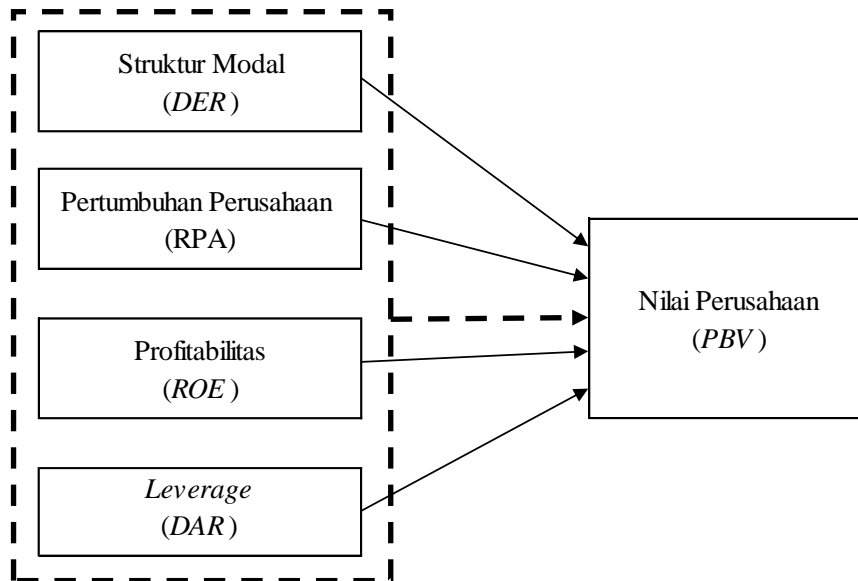 Struktur Modal
(DER)
Pertumbuhan Perusahaan
(RPA)
Profitabilitas
(ROE)
Leverage
(DAR)
Nilai Perusahaan
(PBV)